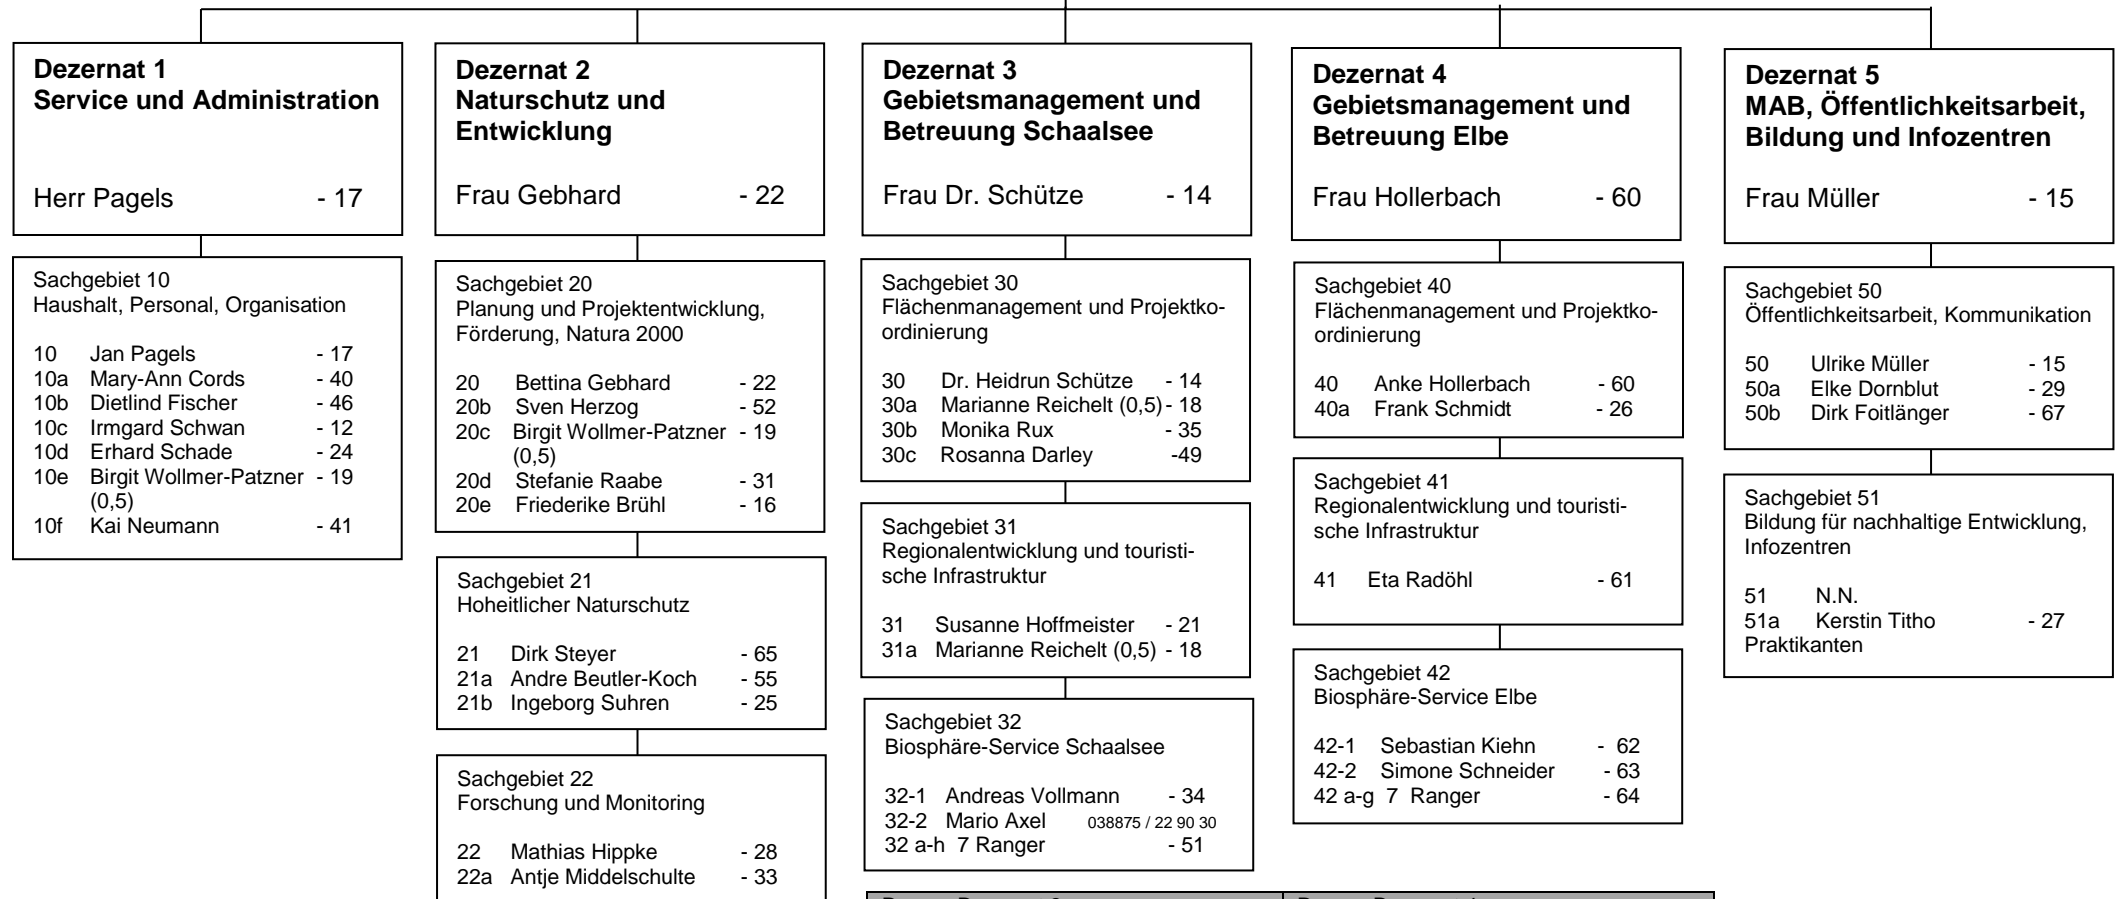 Dezernat 1
Service und Administration
Herr Pagels - 17
Sachgebiet 10
Haushalt, Personal, Organisation
10 Jan Pagels - 17
10a Mary-Ann Cords - 40
10b Dietlind Fischer - 46
10c Irmgard Schwan - 12
10d Erhard Schade - 24
10e Birgit Wollmer-Patzner - 19
(0,5)
10f Kai Neumann - 41
Dezernat 2
Naturschutz und
Entwicklung
Frau Gebhard - 22
Sachgebiet 20
Planung und Projektentwicklung,
Förderung, Natura 2000
20 Bettina Gebhard - 22
20b Sven Herzog - 52
20c Birgit Wollmer-Patzner - 19
(0,5)
20d Stefanie Raabe - 31
20e Friederike Brühl - 16
Sachgebiet 21
Hoheitlicher Naturschutz
21 Dirk Steyer - 65
21a Andre Beutler-Koch - 55
21b Ingeborg Suhren - 25
Sachgebiet 22
Forschung und Monitoring
22 Mathias Hippke - 28
22a Antje Middelschulte - 33
Dezernat 3
Gebietsmanagement und
Betreuung Schaalsee
Frau Dr. Schütze - 14
Sachgebiet 30
Flächenmanagement und Projektko-
ordinierung
30 Dr. Heidrun Schütze - 14
30a Marianne Reichelt (0,5) - 18
30b Monika Rux - 35
30c Rosanna Darley -49
Sachgebiet 31
Regionalentwicklung und touristi-
sche Infrastruktur
31 Susanne Hoffmeister - 21
31a Marianne Reichelt (0,5) - 18
Sachgebiet 32
Biosphäre-Service Schaalsee
32-1 Andreas Vollmann - 34
32-2 Mario Axel 038875 / 22 90 30
32 a-h 7 Ranger - 51
Dezernat 4
Gebietsmanagement und
Betreuung Elbe
Frau Hollerbach - 60
Sachgebiet 40
Flächenmanagement und Projektko-
ordinierung
40 Anke Hollerbach - 60
40a Frank Schmidt - 26
Sachgebiet 41
Regionalentwicklung und touristi-
sche Infrastruktur
41 Eta Radöhl - 61
Sachgebiet 42
Biosphäre-Service Elbe
42-1 Sebastian Kiehn - 62
42-2 Simone Schneider - 63
42 a-g 7 Ranger - 64
Dezernat 5
MAB, Öffentlichkeitsarbeit,
Bildung und Infozentren
Frau Müller - 15
Sachgebiet 50
Öffentlichkeitsarbeit, Kommunikation
50 Ulrike Müller - 15
50a Elke Dornblut - 29
50b Dirk Foitlänger - 67
Sachgebiet 51
Bildung für nachhaltige Entwicklung,
Infozentren
51 N.N.
51a Kerstin Titho - 27
Praktikanten